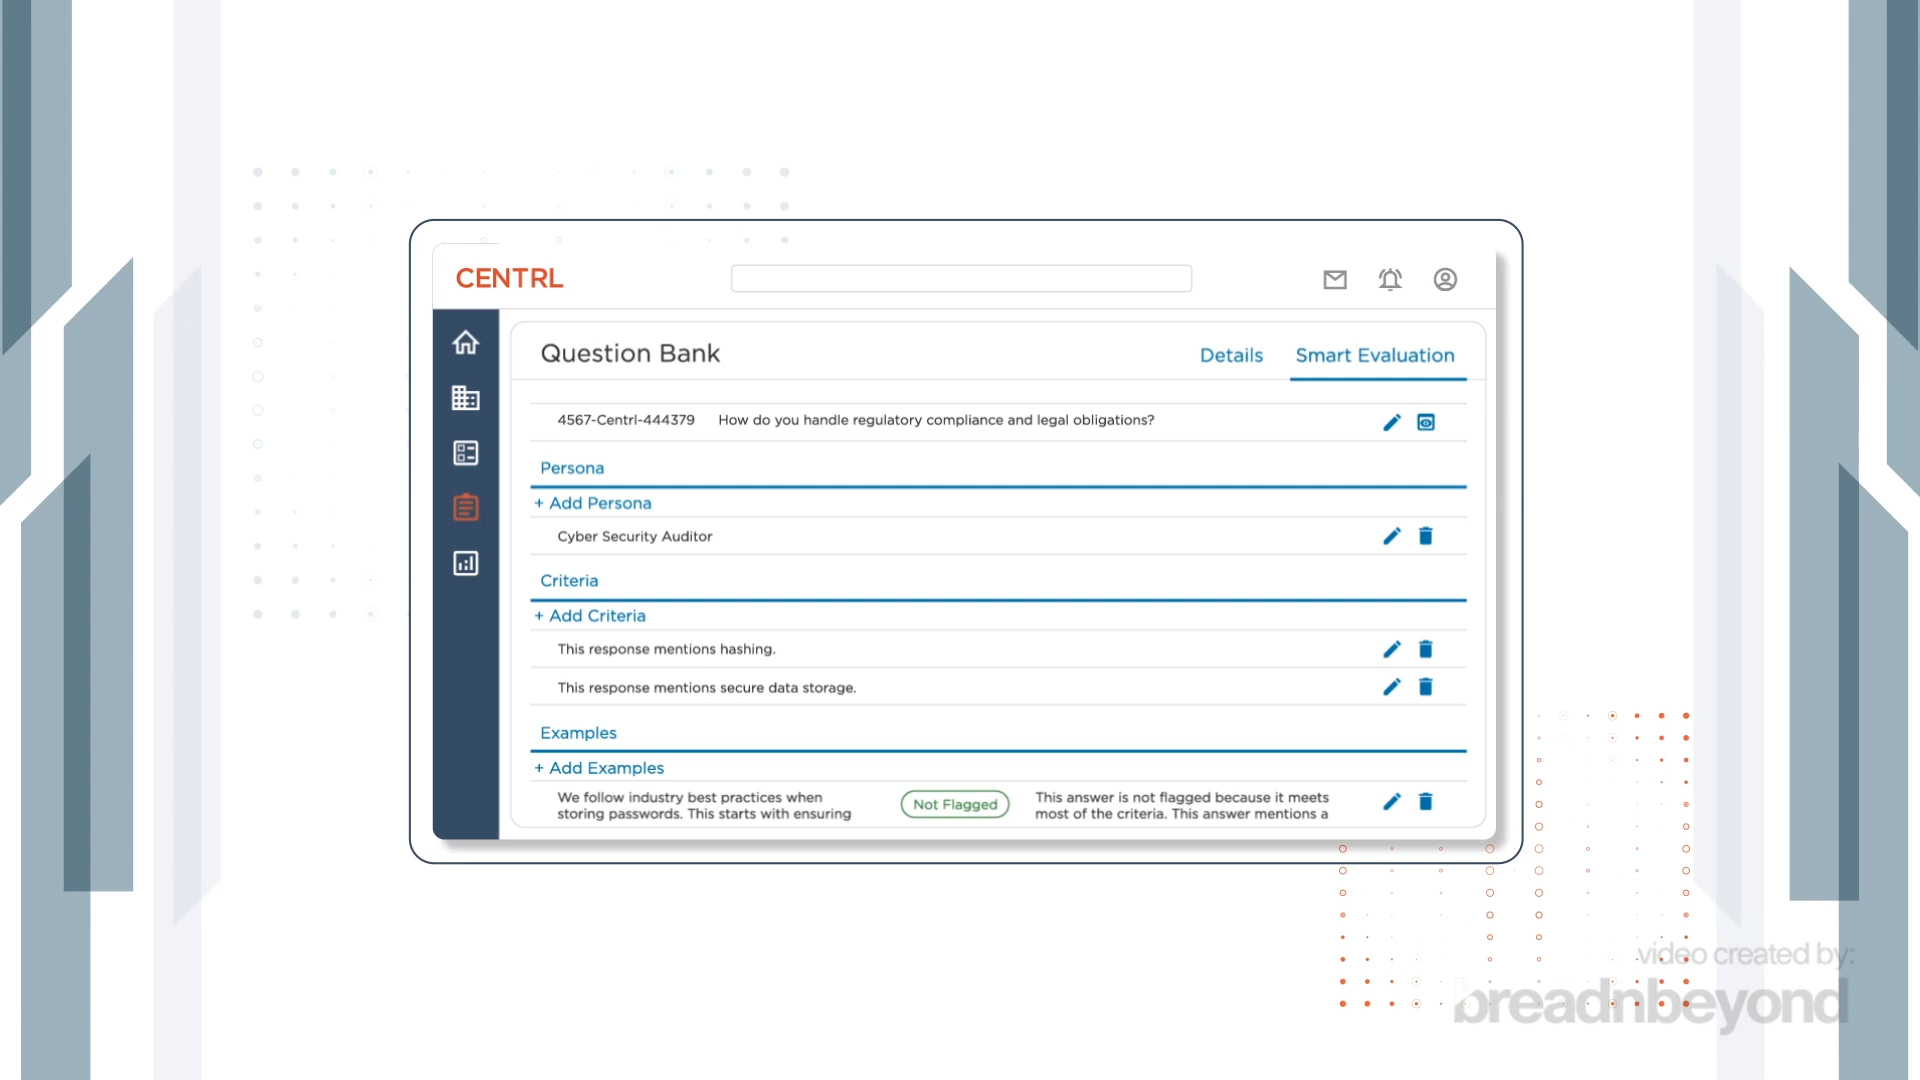 CENTRL
Question Bank
Details
Smart Evaluation
4567-Centrl-444379
How do you handle regulatory compliance and legal obligations?
Persona
+ Add Persona
Cyber Security Auditor
Criteria
+ Add Criteria
This response mentions hashing.
This response mentions secure data storage.
Examples
+ Add Examples
We follow industry best practices when
storing passwords. This starts with ensuring
Not Flagged
This answer is not flagged because it meets
most of the criteria. This answer mentions a
video created by:
breadnbeyond